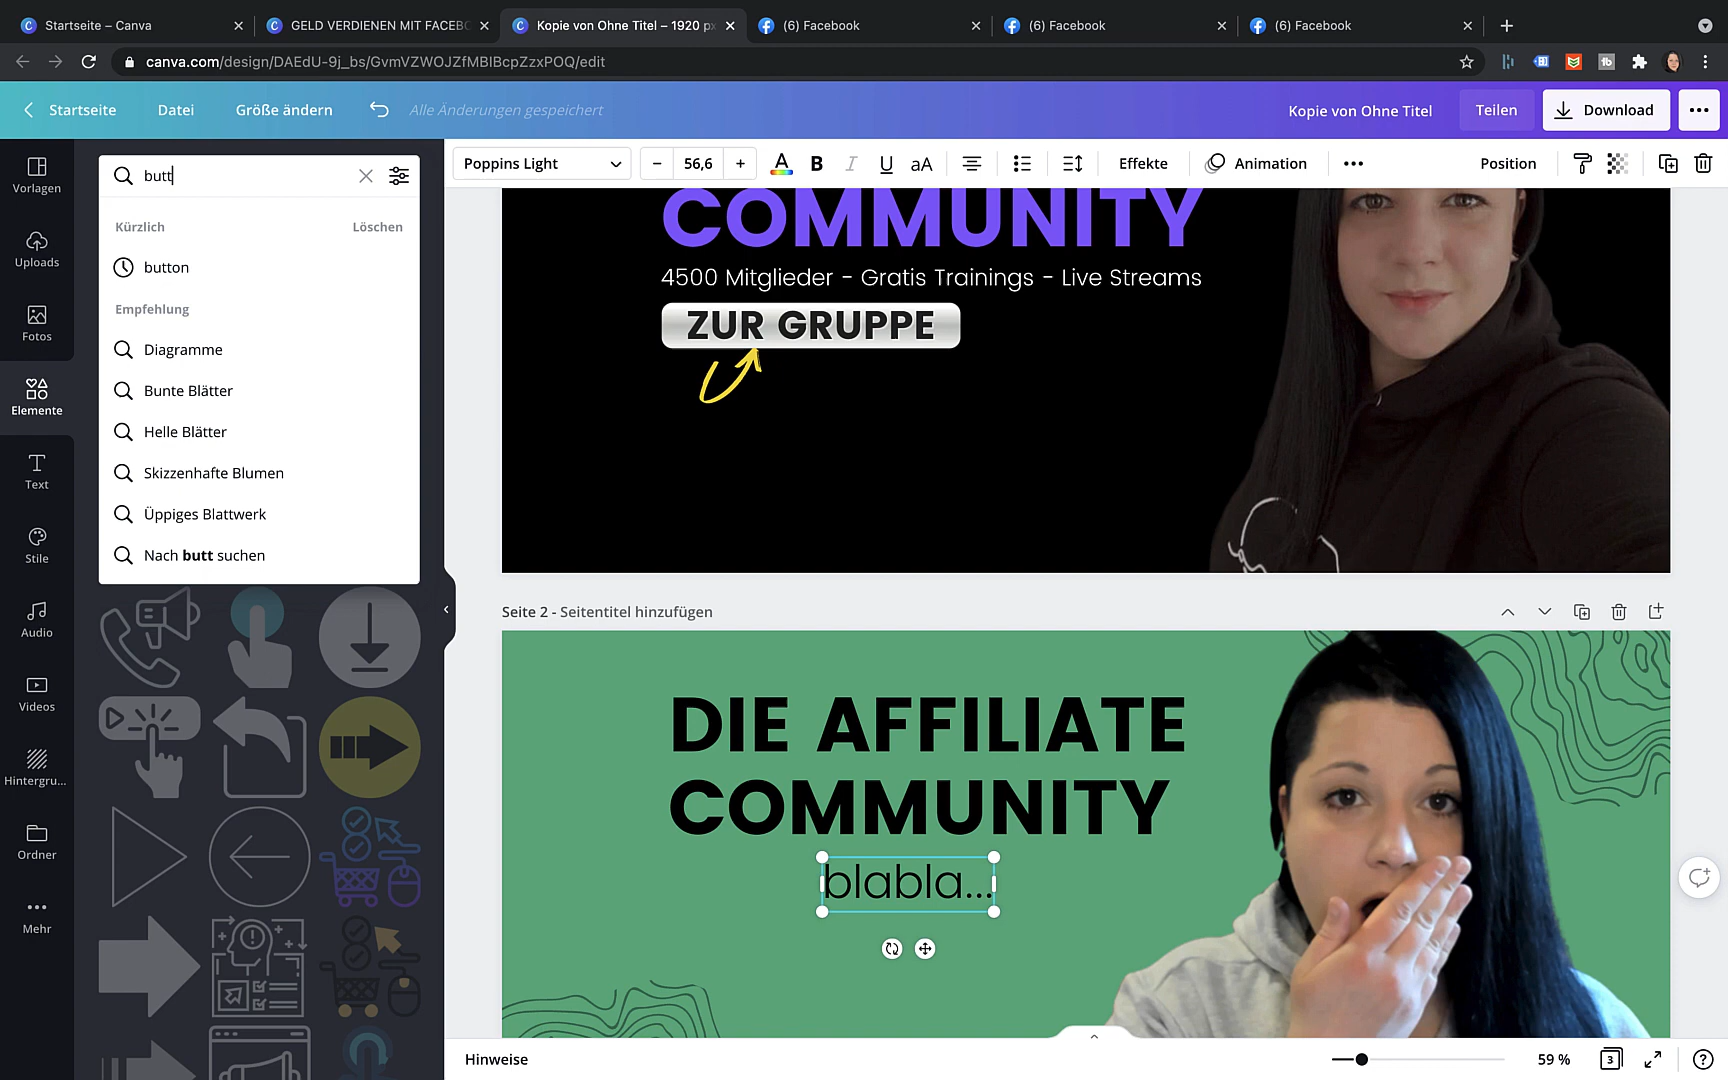 Startseite – Canva
GELD VERDIENEN MIT FACEBO
Kopie von Ohne Titel – 1920 px
(6) Facebook
(6) Facebook
(6) Facebook
canva.com/design/DAEdU-9j_bs/GvmVZWOJZfMBIBcpZzxPOQ/edit
Startseite
Datei
Größe ändern
Alle Änderungen gespeichert
Kopie von Ohne Titel
Teilen
Download
Vorlagen
Uploads
Fotos
Elemente
Text
Stile
Audio
Videos
Hintergru...
Ordner
Mehr
butt
Kürzlich
Löschen
button
Empfehlung
Diagramme
Bunte Blätter
Helle Blätter
Skizzenhafte Blumen
Üppiges Blattwerk
Nach butt suchen
Poppins Light
56,6
A
B
I
U
aA
Effekte
Animation
Position
COMMUNITY
4500 Mitglieder - Gratis Trainings - Live Streams
ZUR GRUPPE
Seite 2 - Seitentitel hinzufügen
DIE AFFILIATE
COMMUNITY
blabla...
Hinweise
59 %
3